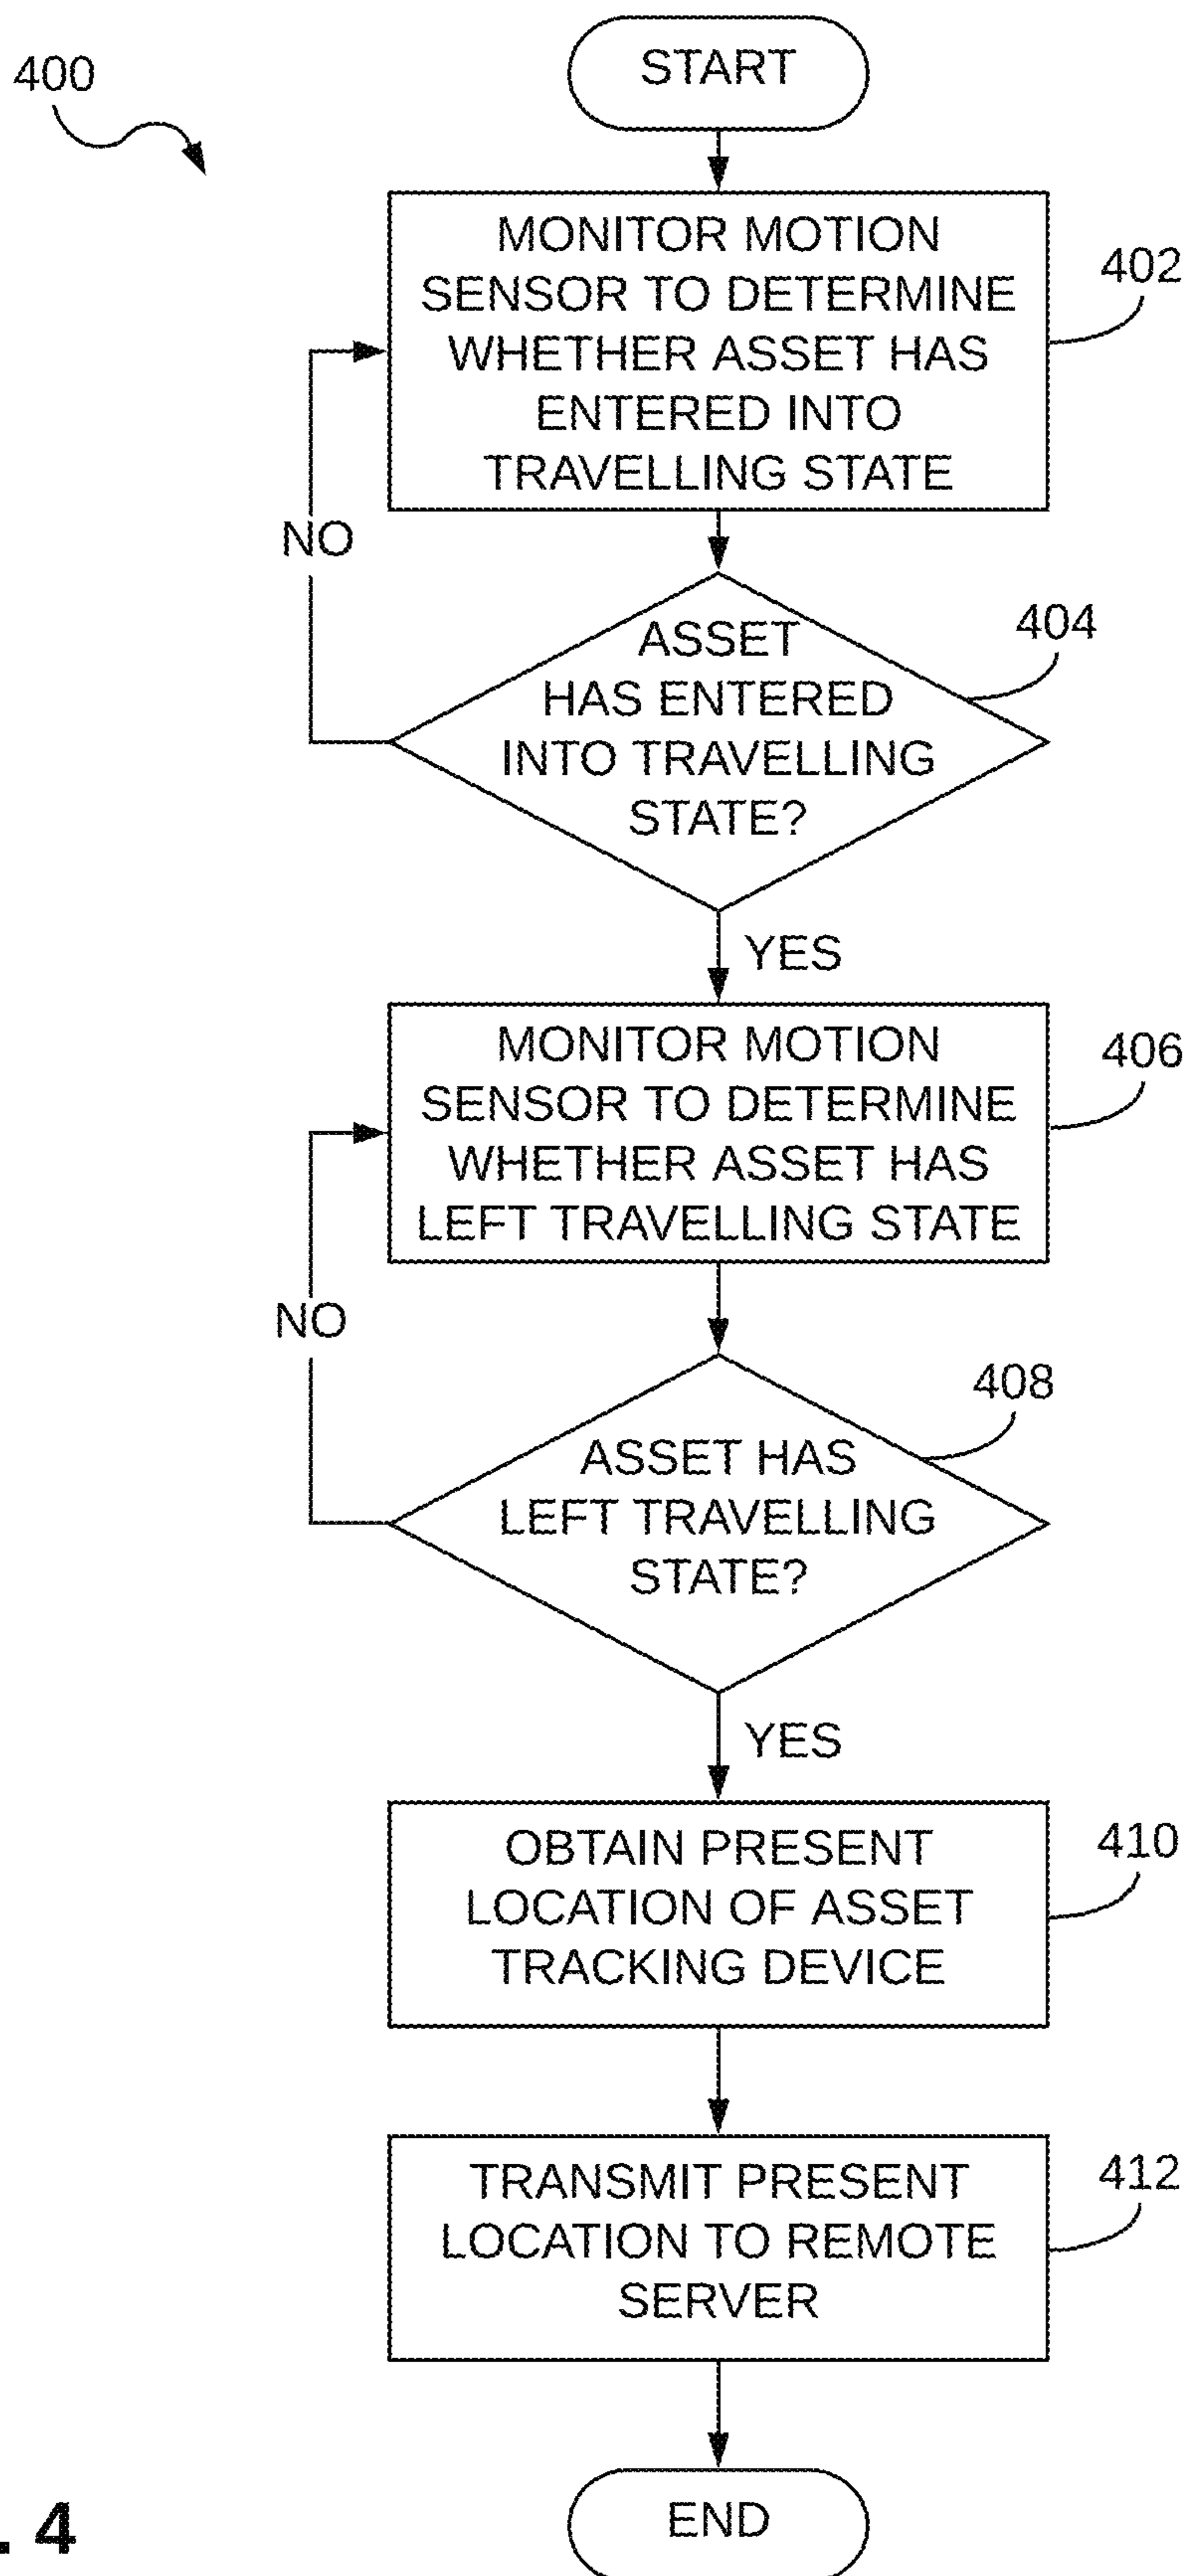 400
START
MONITOR MOTION
SENSOR TO DETERMINE
WHETHER ASSET HAS
ENTERED INTO
TRAVELLING STATE
402
NO
ASSET
HAS ENTERED
INTO TRAVELLING
STATE?
404
YES
MONITOR MOTION
SENSOR TO DETERMINE
WHETHER ASSET HAS
LEFT TRAVELLING STATE
406
NO
ASSET HAS
LEFT TRAVELLING
STATE?
408
YES
OBTAIN PRESENT
LOCATION OF ASSET
TRACKING DEVICE
410
TRANSMIT PRESENT
LOCATION TO REMOTE
SERVER
412
END
. 4